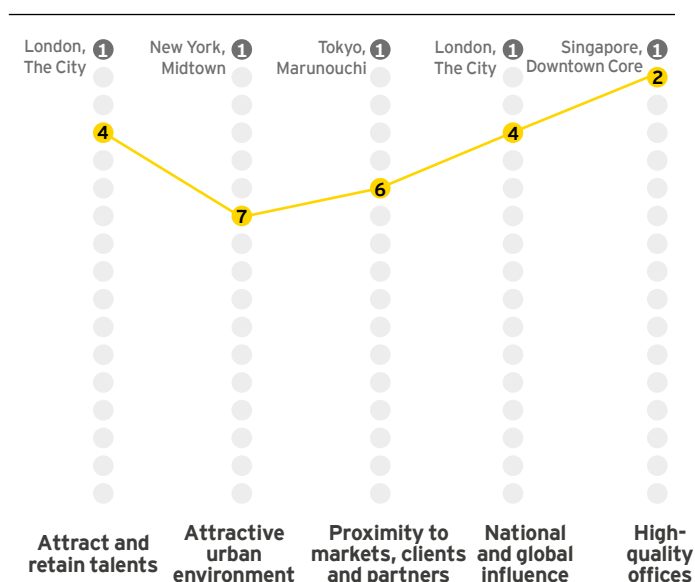 London,
The City
1
New York,
Midtown
1
Tokyo,
Marunouchi
1
London,
The City
1
Singapore,
Downtown Core
1
4
7
6
4
2
Attract and
retain talents
Attractive
urban
environment
Proximity to
markets, clients
and partners
National
and global
influence
High-
quality
offices